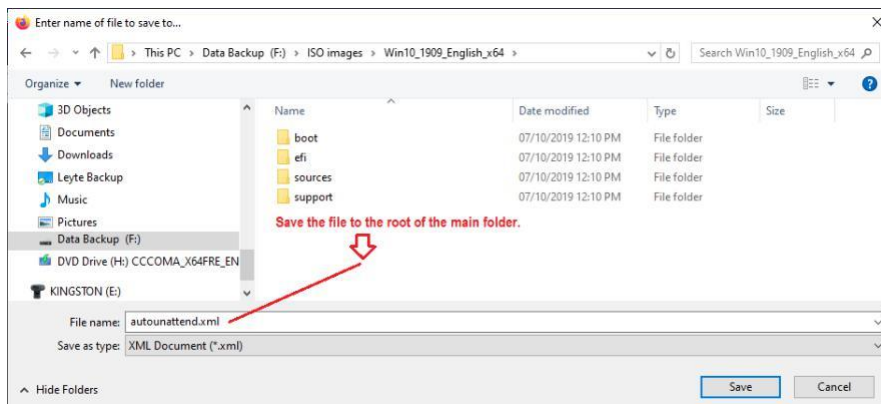 Enter name of file to save to...
This PC > Data Backup (F:) > ISO images > Win10_1909_English_x64 >
Search Win10_1909_English_x64
Organize
New folder
3D Objects
Documents
Downloads
Leyte Backup
Music
Pictures
Data Backup (F:)
DVD Drive (H:) CCCOMA_X64FRE_EN
KINGSTON (E:)
Name Date modified Type Size
boot 07/10/2019 12:10 PM File folder
efi 07/10/2019 12:10 PM File folder
sources 07/10/2019 12:10 PM File folder
support 07/10/2019 12:10 PM File folder
Save the file to the root of the main folder.
File name: autounattend.xml
Save as type: XML Document (*.xml)
Hide Folders
Save
Cancel